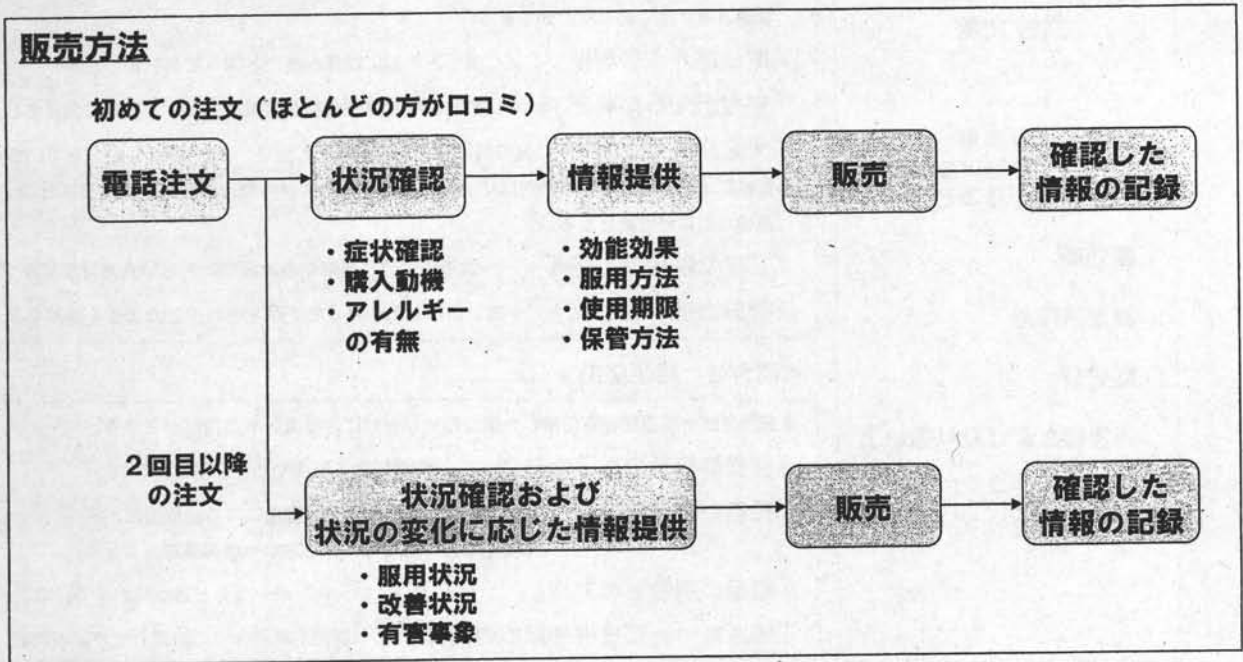 販売方法
初めての注文(ほとんどの方が口コミ)
電話注文
状況確認
情報提供
販売
確認した
情報の記録
・症状確認
・購入動機
・アレルギー
の有無
・効能効果
・服用方法
・使用期限
・保管方法
2回目以降
の注文
状況確認および
状況の変化に応じた情報提供
販売
確認した
情報の記録
・服用状況
・改善状況
・有害事象